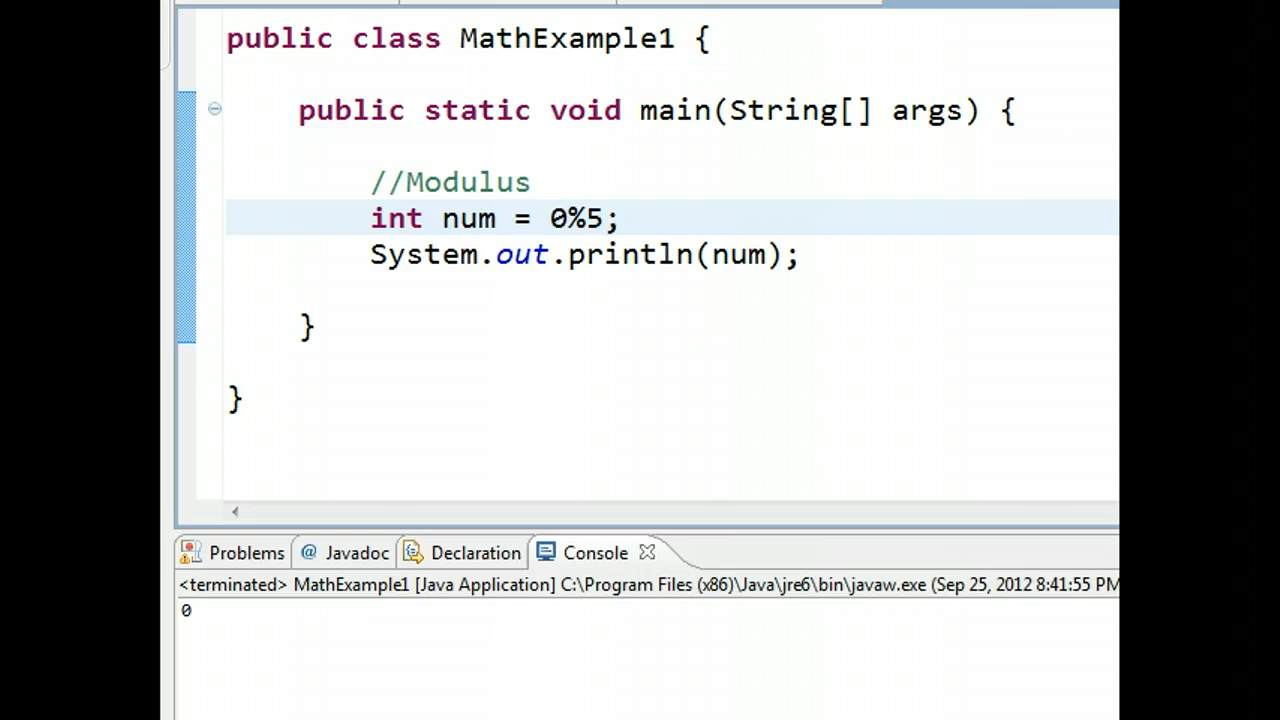 public class MathExample1 {
public static void main(String[] args) {
//Modulus
int num = 0%5;
System.out.println(num);
}
}
Problems @ Javadoc Declaration Console
<terminated> MathExample1 [Java Application] C:\Program Files (x86)\Java\jre6\bin\javaw.exe (Sep 25, 2012 8:41:55 PM
0